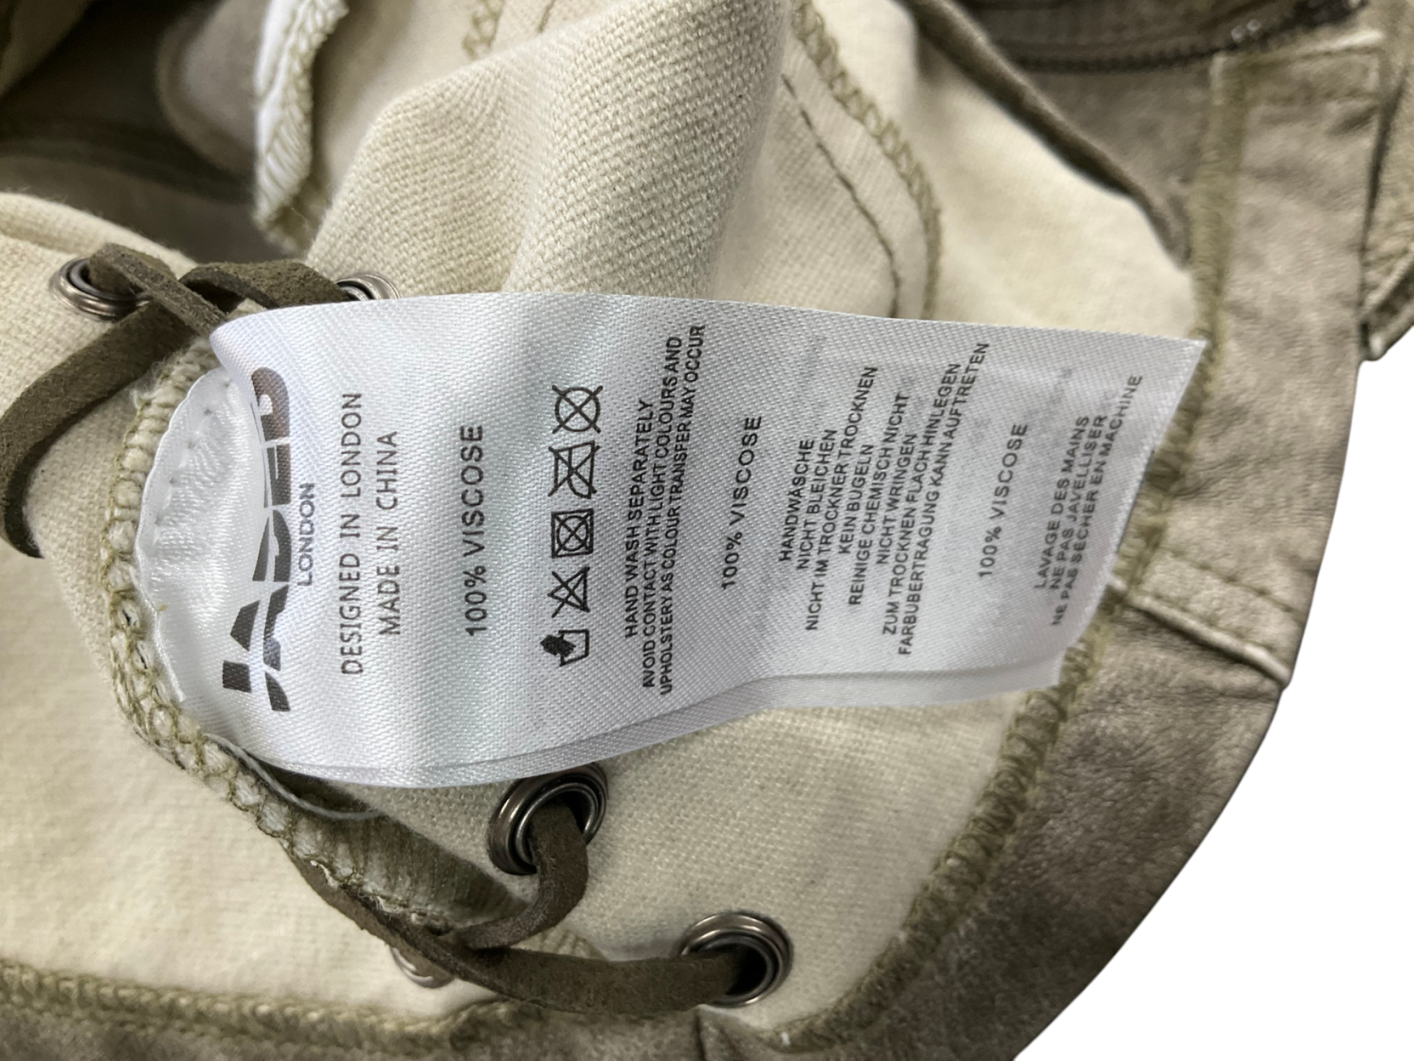 JADED
LONDON
DESIGNED IN LONDON
MADE IN CHINA
100% VISCOSE
HAND WASH SEPARATELY
AVOID CONTACT WITH LIGHT COLOURS AND
UPHOLSTERY AS COLOUR TRANSFER MAY OCCUR
100% VISCOSE
HANDWÄSCHE
NICHT BLEICHEN
NICHT IM TROCKNER TROCKNEN
KEIN BUGELN
REINIGE CHEMISCH NICHT
NICHT WRINGEN
ZUM TROCKNEN FLACH HINLEGEN
FARBUBERTRAGUNG KANN AUFTRETEN
100% VISCOSE
LAVAGE DES MAINS
NE PAS JAVELLISER
NE PAS SÉCHER EN MACHINE